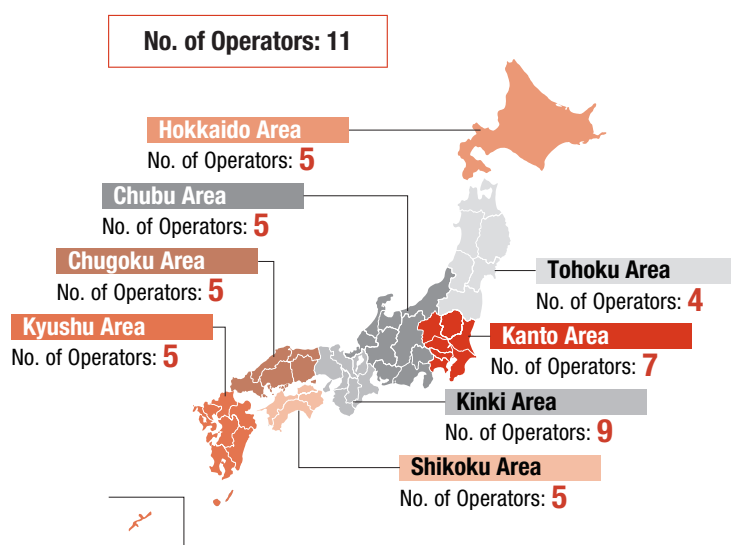 No. of Operators: 11
Hokkaido Area
No. of Operators: 5
Chubu Area
No. of Operators: 5
Chugoku Area
No. of Operators: 5
Kyushu Area
No. of Operators: 5
Tohoku Area
No. of Operators: 4
Kanto Area
No. of Operators: 7
Kinki Area
No. of Operators: 9
Shikoku Area
No. of Operators: 5